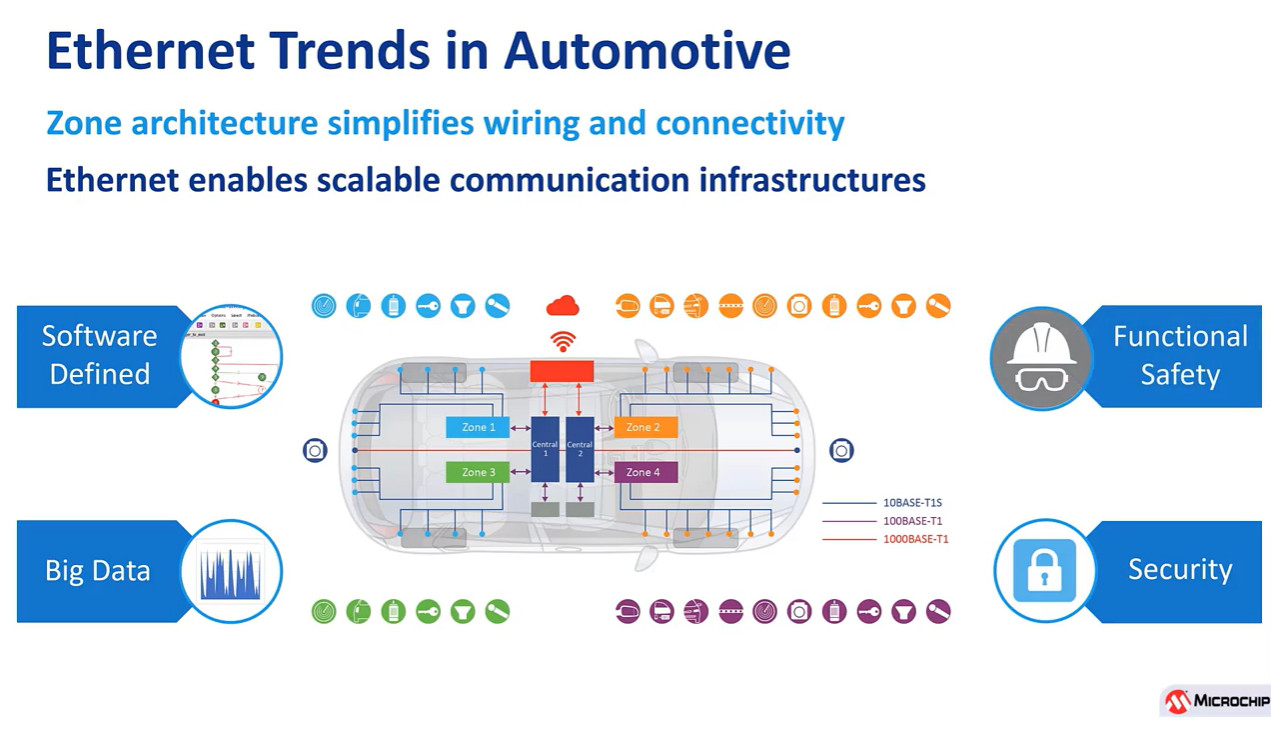 Ethernet Trends in Automotive
Zone architecture simplifies wiring and connectivity
Ethernet enables scalable communication infrastructures
Software
Defined
Functional
Safety
Zone 1
Central
1
Central
2
Zone 2
Zone 3
Zone 4
10BASE-T1S
100BASE-T1
1000BASE-T1
Big Data
Security
MICROCHIP